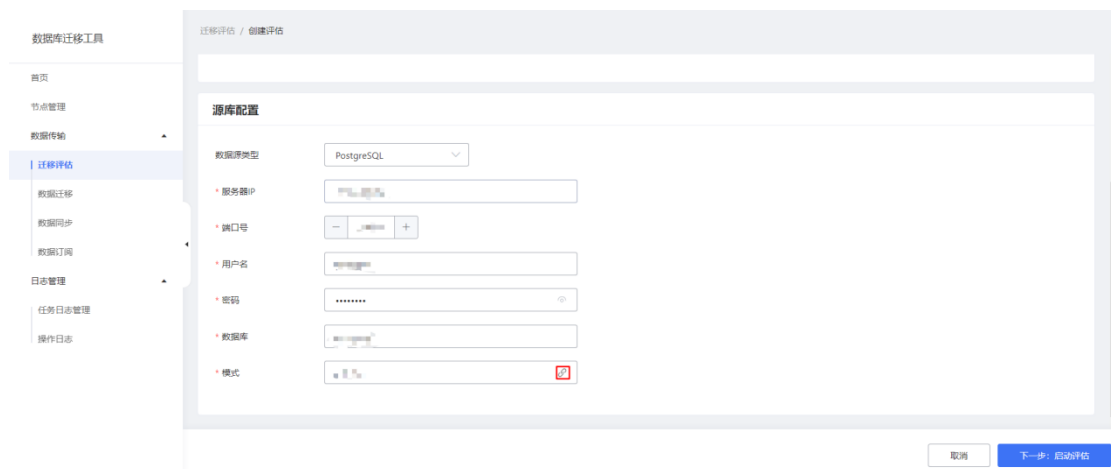 数据库迁移工具
首页
节点管理
数据传输
迁移评估
数据迁移
数据同步
数据订阅
日志管理
任务日志管理
操作日志
迁移评估 / 创建评估
源库配置
数据源类型 PostgreSQL
* 服务器IP
* 端口号 − +
* 用户名
* 密码 ••••••••
* 数据库
* 模式
取消 下一步：启动评估